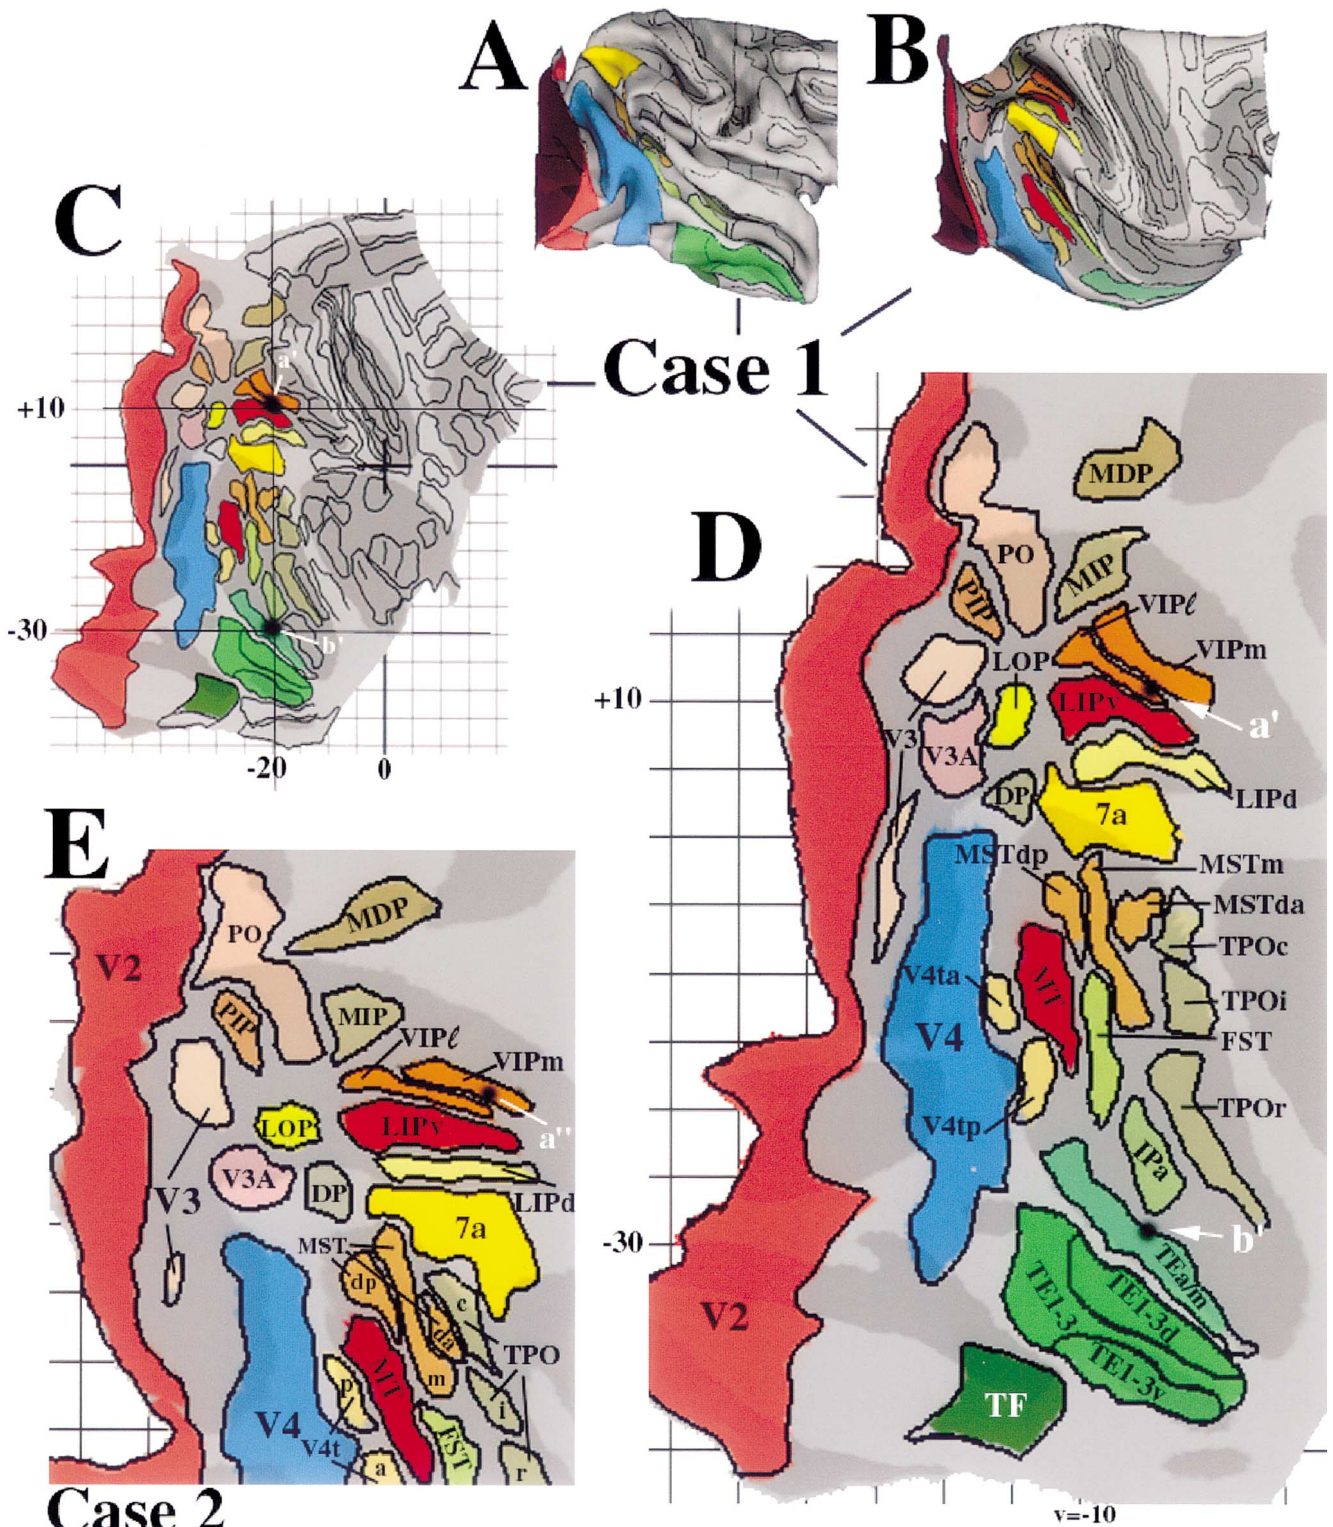 A
B
C
a'
Case 1
+10
-30
b'
-20
0
D
MDP
PO
MIP
PIP
VIPℓ
VIPm
LOP
+10
LIPv
a'
V3
V3A
LIPd
DP
7a
MSTdp
MSTm
MSTda
TPOc
V4ta
MT
TPOi
V4
FST
TPOr
V4tp
IPa
-30
b'
TEa/m
TE1-3
TE1-3d
V2
TE1-3v
TF
v=-10
E
MDP
PO
V2
PIP
MIP
VIPℓ
VIPm
LOP
LIPv
a''
V3A
V3
DP
LIPd
7a
MST
dp
c
da
TPO
MT
p
m
i
V4
V4t
FST
a
r
Case 2